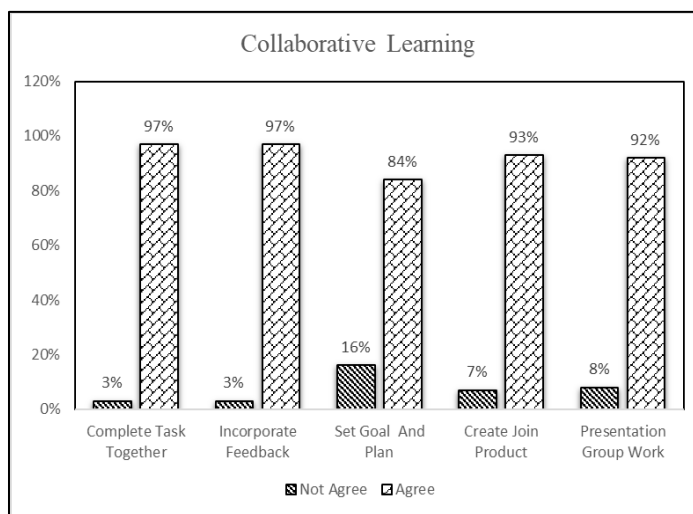 Collaborative Learning
120%
100%
80%
60%
40%
20%
0%
3%
97%
3%
97%
16%
84%
7%
93%
8%
92%
Complete Task
Together
Incorporate
Feedback
Set Goal And
Plan
Create Join
Product
Presentation
Group Work
Not Agree
Agree